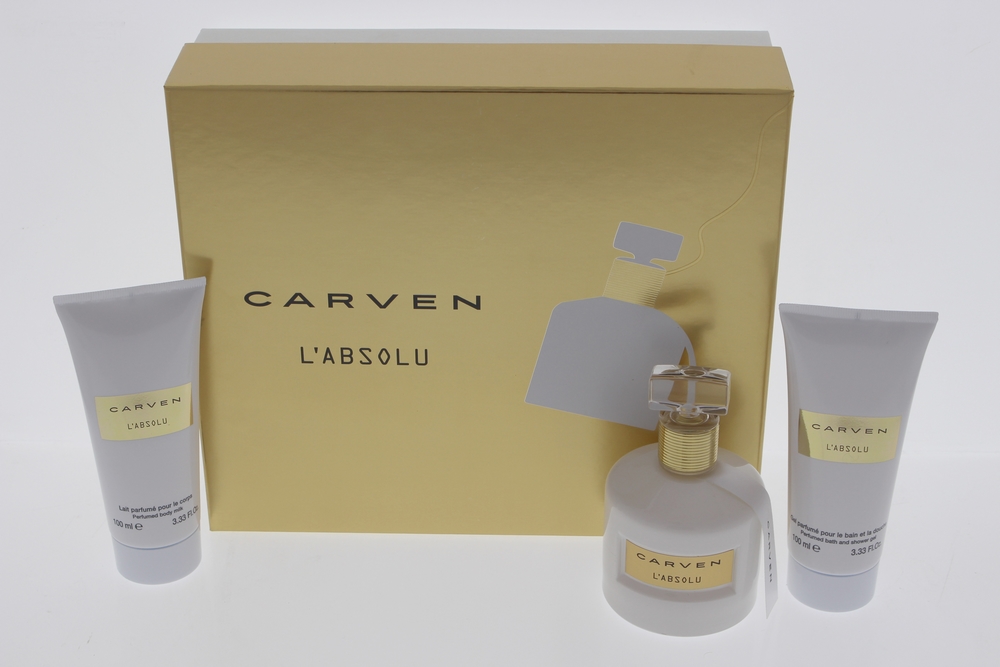 CARVEN
L'ABSOLU
CARVEN
L'ABSOLU
Lait parfumé pour le corps
Perfumed body milk
100 ml e 3.33 Fl.Oz
CARVEN
L'ABSOLU
CARVEN
CARVEN
L'ABSOLU
Gel parfumé pour le bain et la douche
Perfumed bath and shower gel
100 ml e 3.33 Fl.Oz